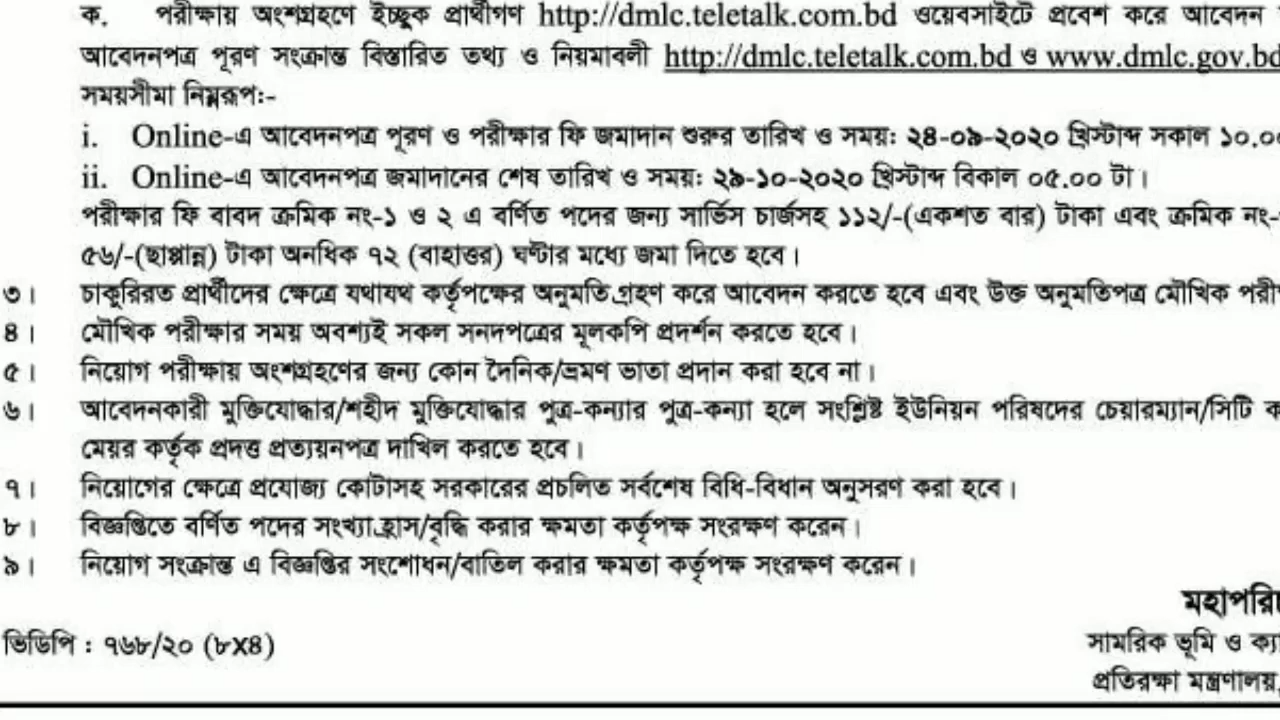 ক. পরীক্ষায় অংশগ্রহণে ইচ্ছুক প্রার্থীগণ http://dmlc.teletalk.com.bd ওয়েবসাইটে প্রবেশ করে আবেদন
আবেদনপত্র পূরণ সংক্রান্ত বিস্তারিত তথ্য ও নিয়মাবলী http://dmlc.teletalk.com.bd ও www.dmlc.gov.bd
সময়সীমা নিম্নরূপঃ-
i. Online-এ আবেদনপত্র পূরণ ও পরীক্ষার ফি জমাদান শুরুর তারিখ ও সময়: ২৪-০৯-২০২০ খ্রিস্টাব্দ সকাল ১০.০০
ii. Online-এ আবেদনপত্র জমাদানের শেষ তারিখ ও সময়: ২৯-১০-২০২০ খ্রিস্টাব্দ বিকাল ০৫.০০ টা।
পরীক্ষার ফি বাবদ ক্রমিক নং-১ ও ২ এ বর্ণিত পদের জন্য সার্ভিস চার্জসহ ১১২/-(একশত বার) টাকা এবং ক্রমিক নং-
৫৬/-(ছাপ্পান্ন) টাকা অনধিক ৭২ (বাহাত্তর) ঘণ্টার মধ্যে জমা দিতে হবে।
৩। চাকুরিরত প্রার্থীদের ক্ষেত্রে যথাযথ কর্তৃপক্ষের অনুমতি গ্রহণ করে আবেদন করতে হবে এবং উক্ত অনুমতিপত্র মৌখিক পরী
৪। মৌখিক পরীক্ষার সময় অবশ্যই সকল সনদপত্রের মূলকপি প্রদর্শন করতে হবে।
৫। নিয়োগ পরীক্ষায় অংশগ্রহণের জন্য কোন দৈনিক/ভ্রমণ ভাতা প্রদান করা হবে না।
৬। আবেদনকারী মুক্তিযোদ্ধার/শহীদ মুক্তিযোদ্ধার পুত্র-কন্যার পুত্র-কন্যা হলে সংশ্লিষ্ট ইউনিয়ন পরিষদের চেয়ারম্যান/সিটি ক
মেয়র কর্তৃক প্রদত্ত প্রত্যয়নপত্র দাখিল করতে হবে।
৭। নিয়োগের ক্ষেত্রে প্রযোজ্য কোটাসহ সরকারের প্রচলিত সর্বশেষ বিধি-বিধান অনুসরণ করা হবে।
৮। বিজ্ঞপ্তিতে বর্ণিত পদের সংখ্যা হ্রাস/বৃদ্ধি করার ক্ষমতা কর্তৃপক্ষ সংরক্ষণ করেন।
৯। নিয়োগ সংক্রান্ত এ বিজ্ঞপ্তির সংশোধন/বাতিল করার ক্ষমতা কর্তৃপক্ষ সংরক্ষণ করেন।
মহাপরিচ
ভিডিপি : ৭৬৮/২০ (৮X৪)
সামরিক ভূমি ও ক্যা
প্রতিরক্ষা মন্ত্রণালয়,